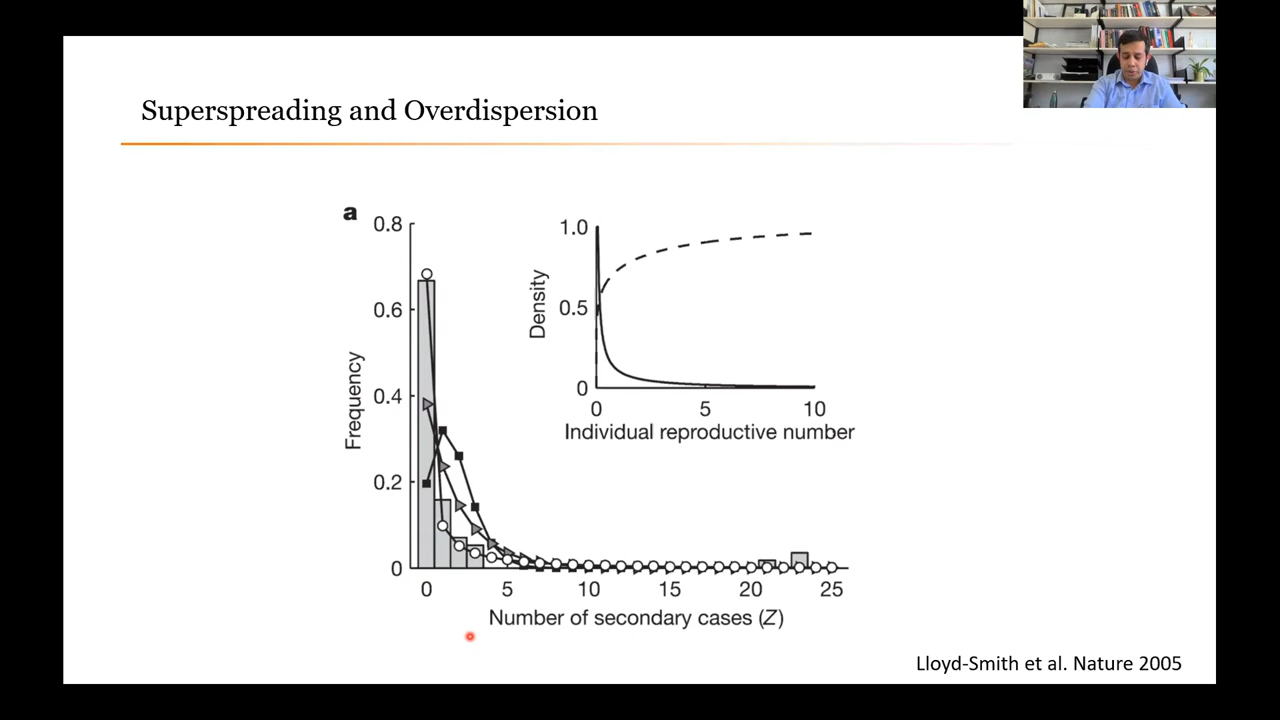 Superspreading and Overdispersion
a
0.8
0.6
0.4
0.2
0
Frequency
0 5 10 15 20 25
Number of secondary cases (Z)
1.0
0.5
0
Density
0 5 10
Individual reproductive number
Lloyd-Smith et al. Nature 2005